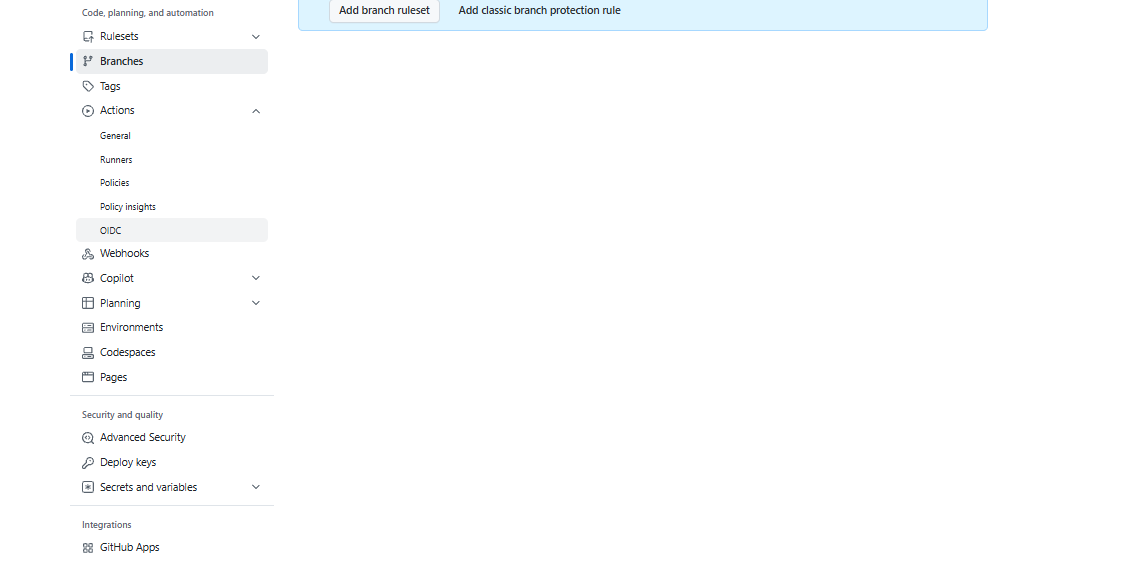 Code, planning, and automation
Add branch ruleset
Add classic branch protection rule
Rulesets
Branches
Tags
Actions
General
Runners
Policies
Policy insights
OIDC
Webhooks
Copilot
Planning
Environments
Codespaces
Pages
Security and quality
Advanced Security
Deploy keys
Secrets and variables
Integrations
GitHub Apps